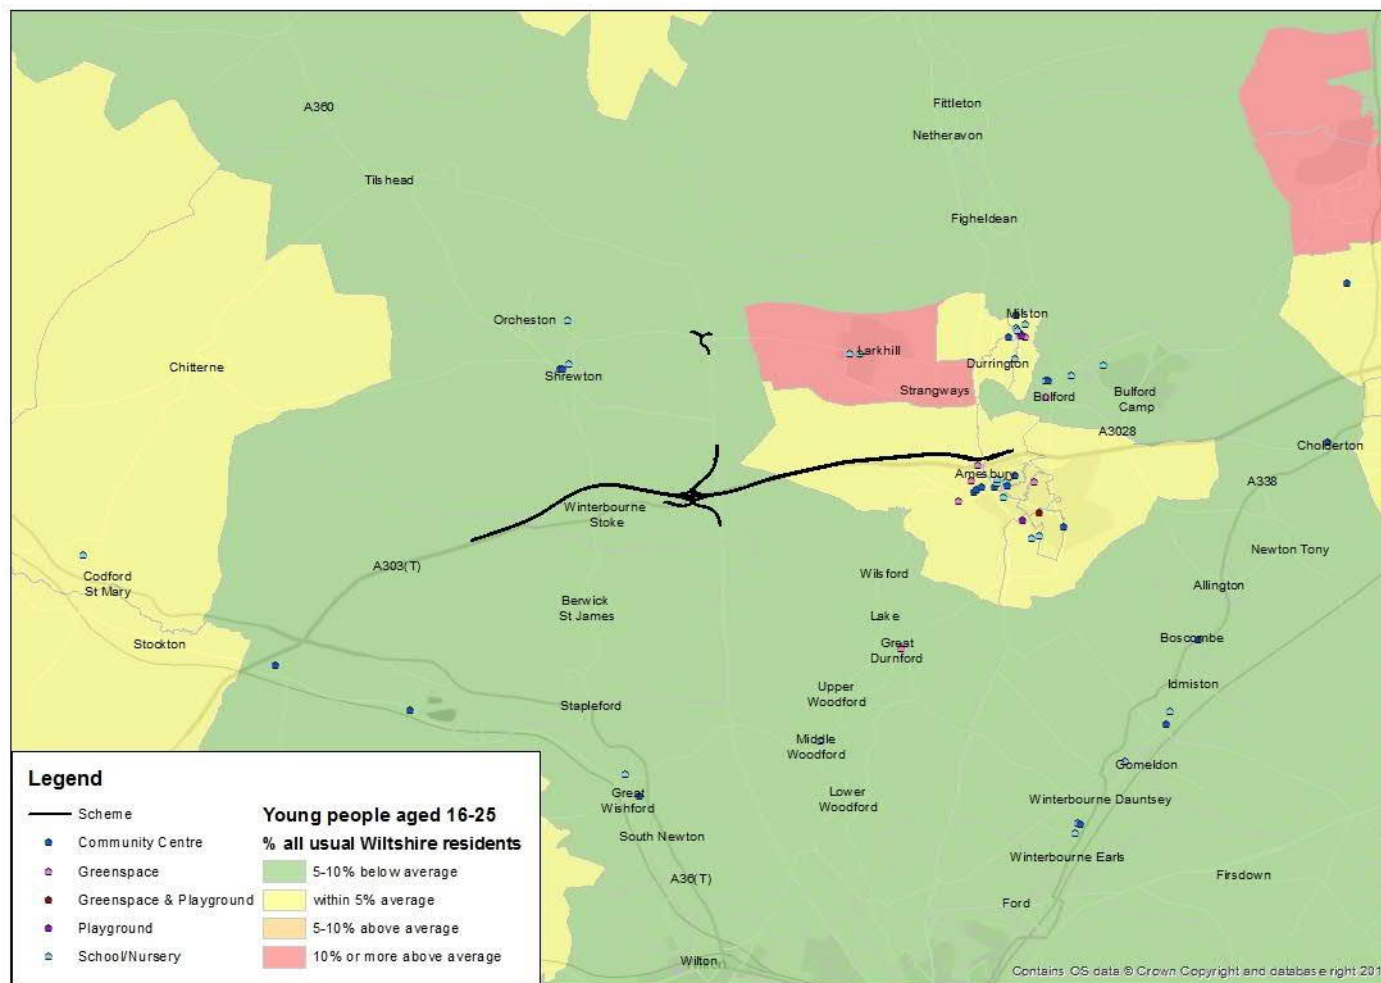 A360
Fittleton
Netheravon
Tilshead
Figheldean
Orcheston
Milston
Larkhill
Durrington
Chitterne
Shrewton
Strangways
Bulford
Bulford
Camp
A3028
Cholderton
Amesbury
A338
Winterbourne
Stoke
Newton Tony
A303(T)
Codford
St Mary
Wilsford
Allington
Berwick
St James
Lake
Stockton
Great
Durnford
Boscombe
Upper
Woodford
Idmiston
Stapleford
Middle
Woodford
Gomeldon
Great
Wishford
Lower
Woodford
Winterbourne Dauntsey
South Newton
Winterbourne Earls
A36(T)
Firsdown
Ford
Wilton
Wilton
Legend
Scheme
Community Centre
Greenspace
Greenspace & Playground
Playground
School/Nursery
Young people aged 16-25
% all usual Wiltshire residents
5-10% below average
within 5% average
5-10% above average
10% or more above average
Contains OS data © Crown Copyright and database right 201